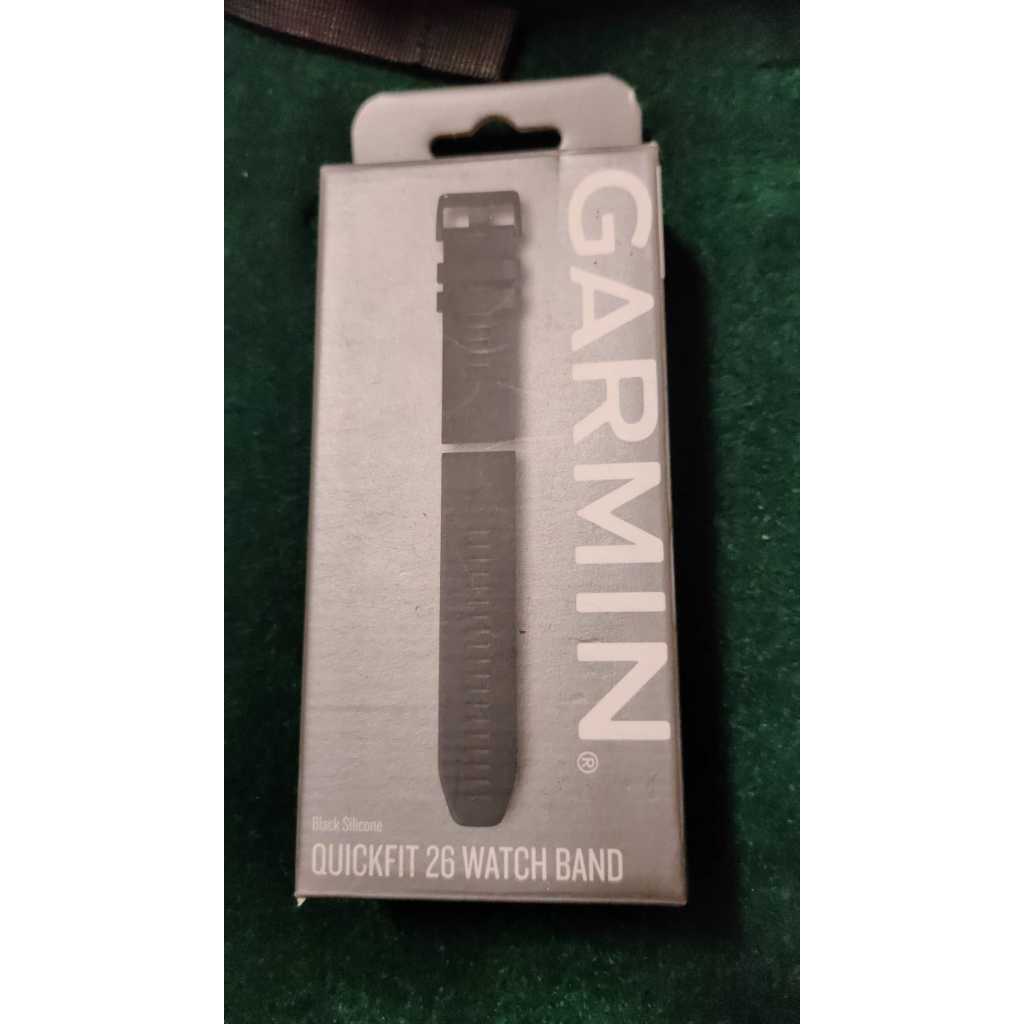 GARMIN®
Black Silicone
QUICKFIT 26 WATCH BAND